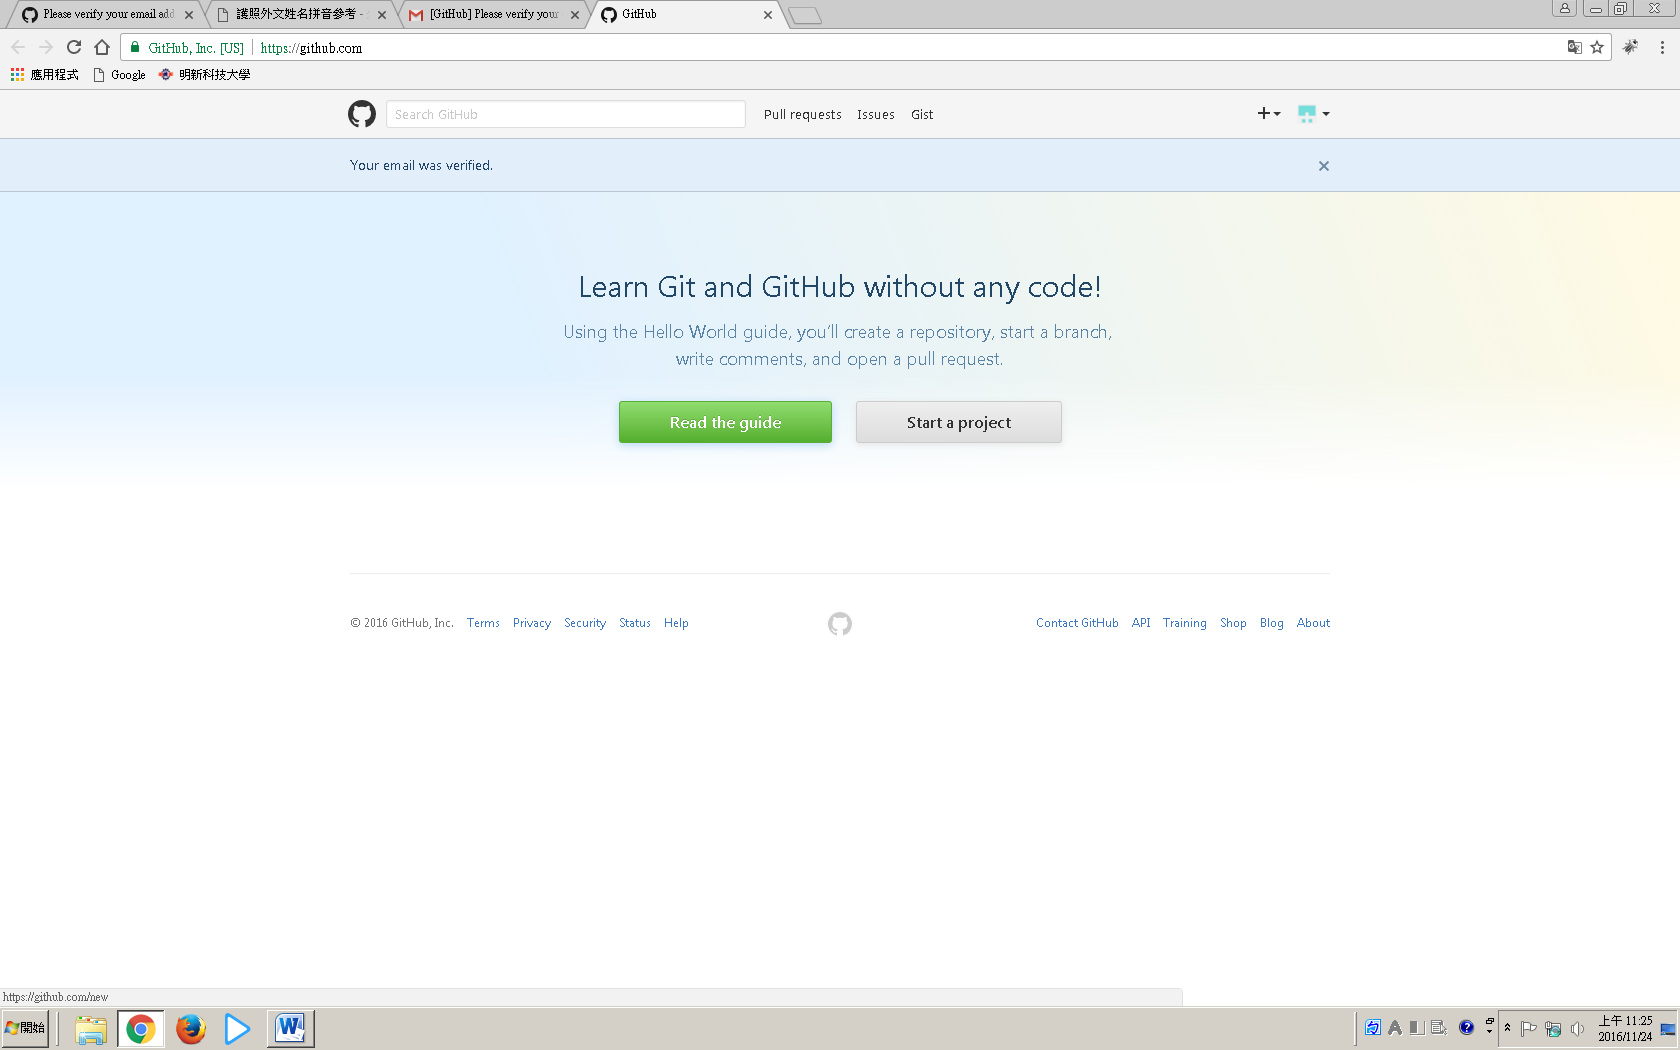 Please verify your email add
護照外文姓名拼音參考 -
[GitHub] Please verify your
GitHub
GitHub, Inc. [US]
https://github.com
應用程式
Google
明新科技大學
Search GitHub
Pull requests
Issues
Gist
Your email was verified.
Learn Git and GitHub without any code!
Using the Hello World guide, you’ll create a repository, start a branch,
write comments, and open a pull request.
Read the guide
Start a project
© 2016 GitHub, Inc. Terms Privacy Security Status Help
Contact GitHub API Training Shop Blog About
https://github.com/new
開始
上午 11:25
2016/11/24